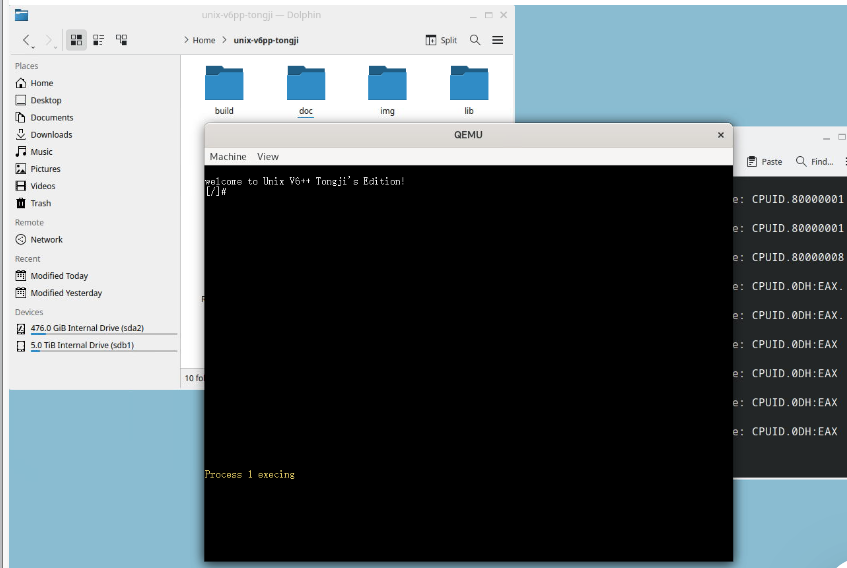 unix-v6pp-tongji — Dolphin
Home
unix-v6pp-tongji
Split
Places
Home
Desktop
Documents
Downloads
Music
Pictures
Videos
Trash
Remote
Network
Recent
Modified Today
Modified Yesterday
Devices
476.0 GiB Internal Drive (sda2)
5.0 TiB Internal Drive (sdb1)
build
doc
img
lib
10 fol
QEMU
Machine View
welcome to Unix V6++ Tongji's Edition!
[/]#
Process 1 execing
Paste
Find...
e: CPUID.80000001
e: CPUID.80000001
e: CPUID.80000008
e: CPUID.0DH:EAX.
e: CPUID.0DH:EAX.
e: CPUID.0DH:EAX
e: CPUID.0DH:EAX
e: CPUID.0DH:EAX
e: CPUID.0DH:EAX